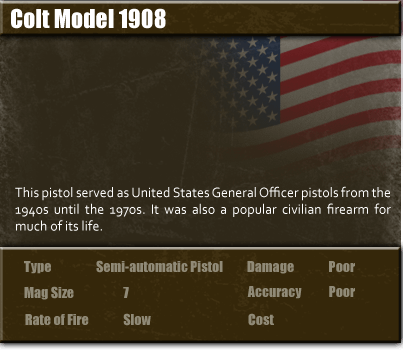 Colt Model 1908
This pistol served as United States General Officer pistols from the
1940s until the 1970s. It was also a popular civilian firearm for
much of its life.
Type Semi-automatic Pistol Damage Poor
Mag Size 7 Accuracy Poor
Rate of Fire Slow Cost